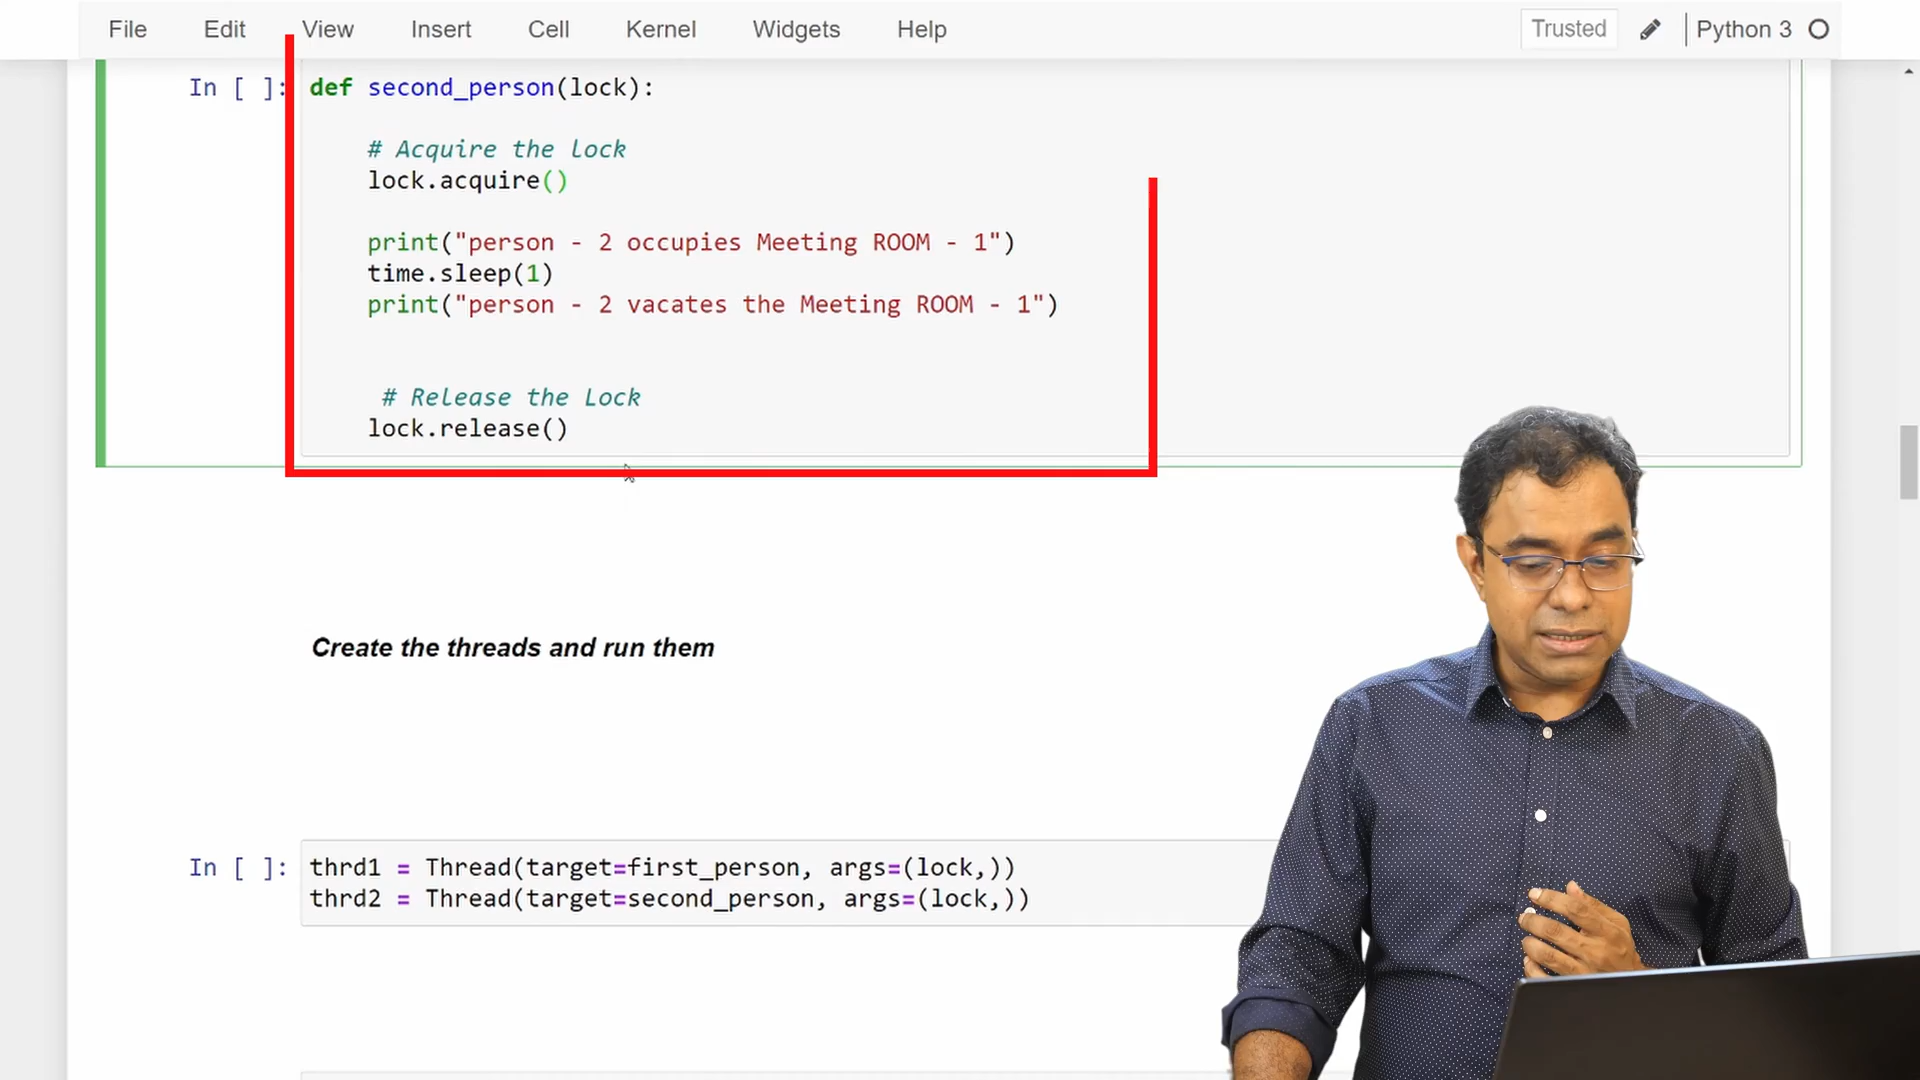 File Edit View Insert Cell Kernel Widgets Help Trusted Python 3
In [ ]: def second_person(lock):
# Acquire the lock
lock.acquire()
print("person - 2 occupies Meeting ROOM - 1")
time.sleep(1)
print("person - 2 vacates the Meeting ROOM - 1")
# Release the Lock
lock.release()
Create the threads and run them
In [ ]: thrd1 = Thread(target=first_person, args=(lock,))
thrd2 = Thread(target=second_person, args=(lock,))